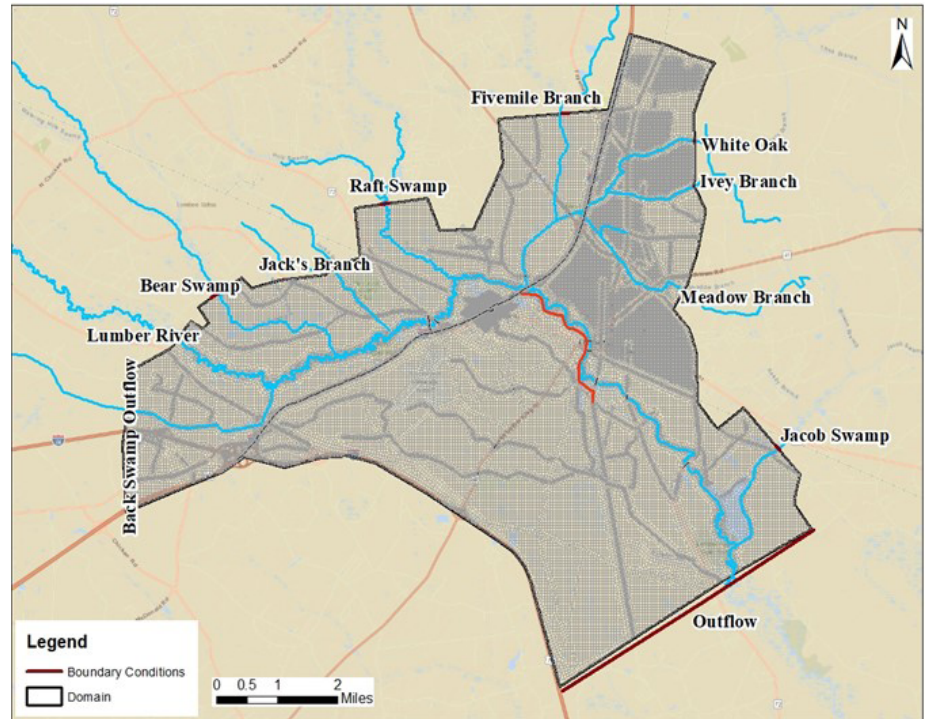 N
Fivemile Branch
White Oak
Ivey Branch
Raft Swamp
Jack's Branch
Bear Swamp
Meadow Branch
Lumber River
Back Swamp Outflow
Jacob Swamp
Outflow
Legend
Boundary Conditions
Domain
0 0.5 1 2
Miles